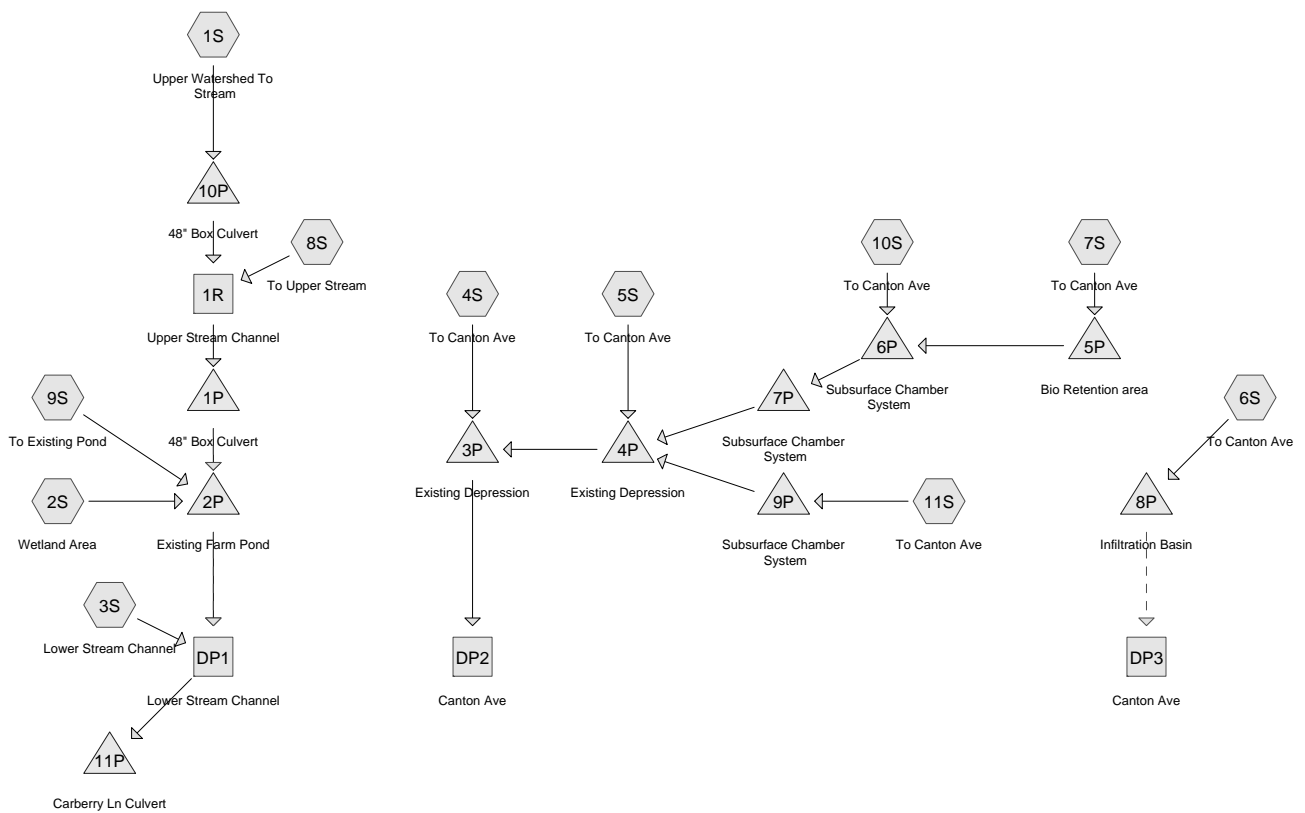 1S
Upper Watershed To
Stream
10P
48" Box Culvert
8S
To Upper Stream
1R
Upper Stream Channel
1P
48" Box Culvert
9S
To Existing Pond
2S
Wetland Area
2P
Existing Farm Pond
3S
Lower Stream Channel
DP1
Lower Stream Channel
11P
Carberry Ln Culvert
4S
To Canton Ave
5S
To Canton Ave
3P
Existing Depression
4P
Existing Depression
DP2
Canton Ave
10S
To Canton Ave
7S
To Canton Ave
6P
Subsurface Chamber
System
5P
Bio Retention area
7P
Subsurface Chamber
System
9P
Subsurface Chamber
System
11S
To Canton Ave
6S
To Canton Ave
8P
Infiltration Basin
DP3
Canton Ave